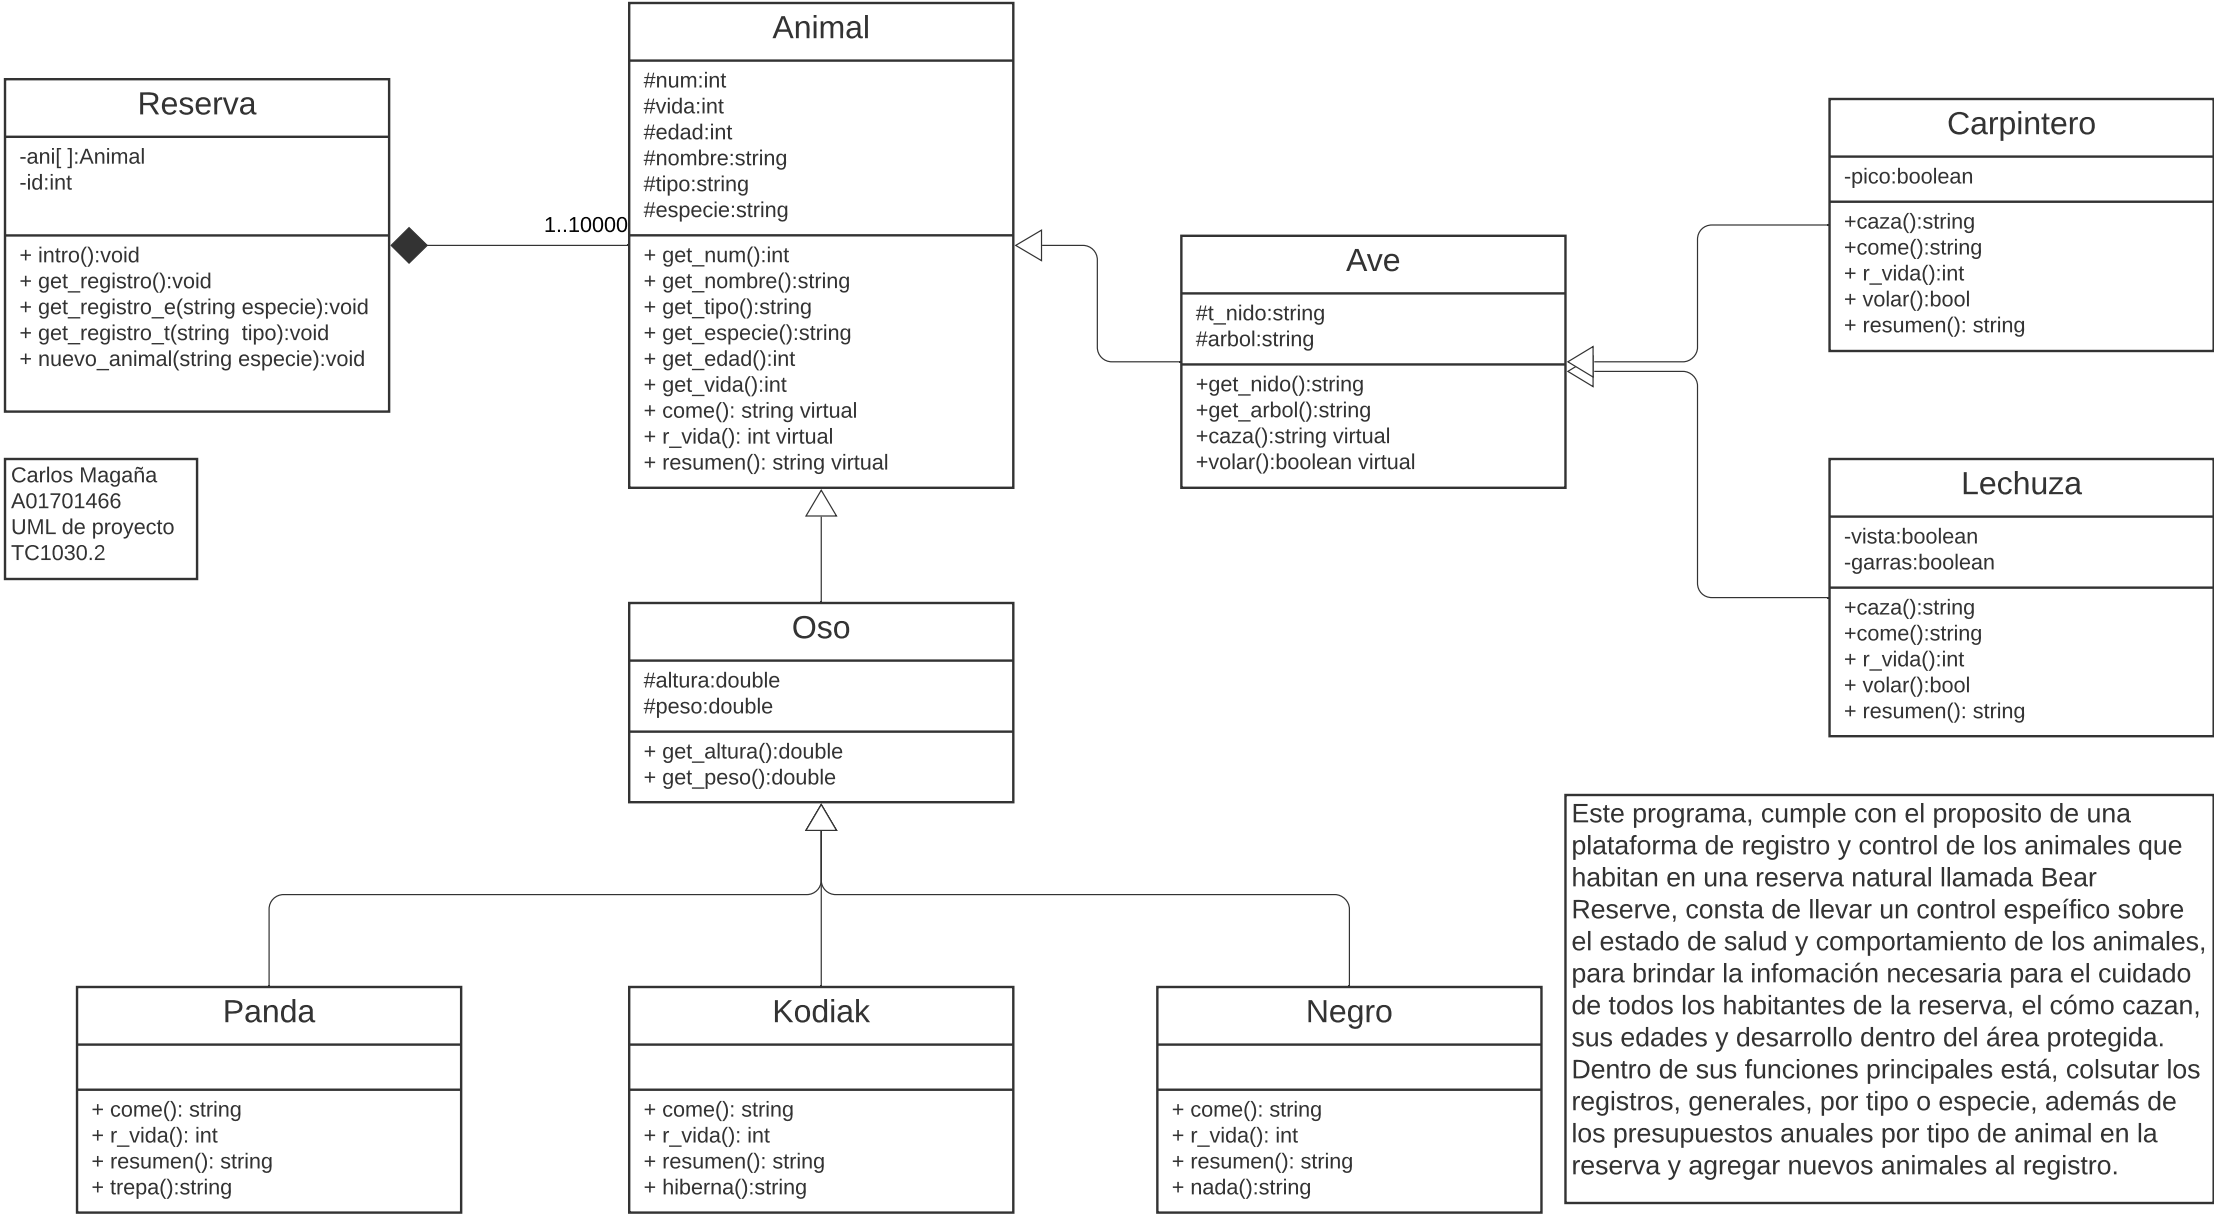 Reserva
-ani[ ]:Animal
-id:int
+ intro():void
+ get_registro():void
+ get_registro_e(string especie):void
+ get_registro_t(string  tipo):void
+ nuevo_animal(string especie):void
Carlos Magaña
A01701466
UML de proyecto
TC1030.2
1..10000
Animal
#num:int
#vida:int
#edad:int
#nombre:string
#tipo:string
#especie:string
+ get_num():int
+ get_nombre():string
+ get_tipo():string
+ get_especie():string
+ get_edad():int
+ get_vida():int
+ come(): string virtual
+ r_vida(): int virtual
+ resumen(): string virtual
Ave
#t_nido:string
#arbol:string
+get_nido():string
+get_arbol():string
+caza():string virtual
+volar():boolean virtual
Carpintero
-pico:boolean
+caza():string
+come():string
+ r_vida():int
+ volar():bool
+ resumen(): string
Lechuza
-vista:boolean
-garras:boolean
+caza():string
+come():string
+ r_vida():int
+ volar():bool
+ resumen(): string
Oso
#altura:double
#peso:double
+ get_altura():double
+ get_peso():double
Panda
+ come(): string
+ r_vida(): int
+ resumen(): string
+ trepa():string
Kodiak
+ come(): string
+ r_vida(): int
+ resumen(): string
+ hiberna():string
Negro
+ come(): string
+ r_vida(): int
+ resumen(): string
+ nada():string
Este programa, cumple con el proposito de una
plataforma de registro y control de los animales que
habitan en una reserva natural llamada Bear
Reserve, consta de llevar un control espeífico sobre
el estado de salud y comportamiento de los animales,
para brindar la infomación necesaria para el cuidado
de todos los habitantes de la reserva, el cómo cazan,
sus edades y desarrollo dentro del área protegida.
Dentro de sus funciones principales está, colsutar los
registros, generales, por tipo o especie, además de
los presupuestos anuales por tipo de animal en la
reserva y agregar nuevos animales al registro.